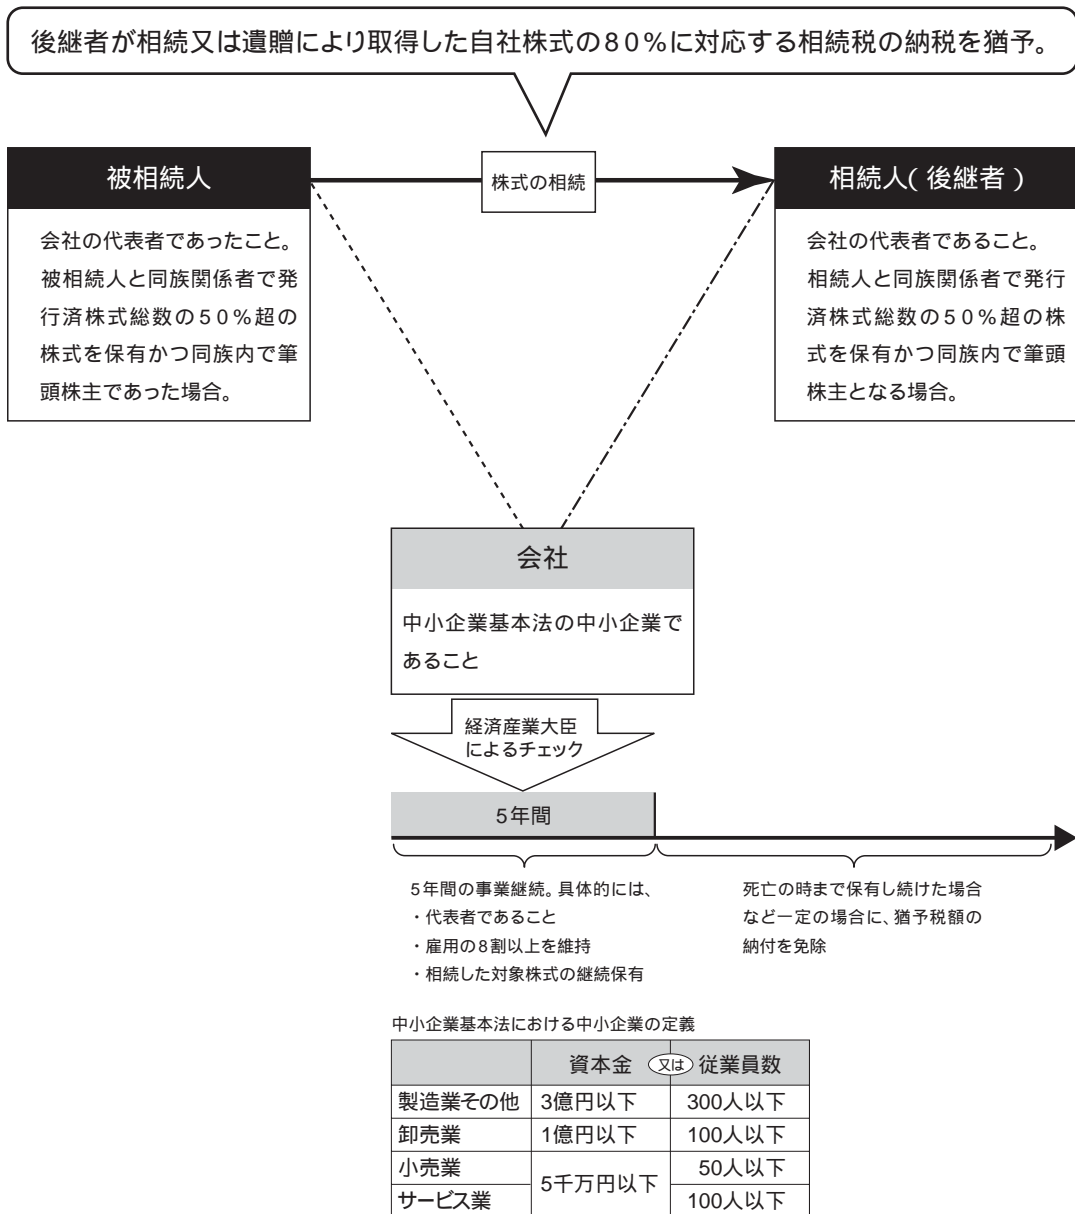 後継者が相続又は遺贈により取得した自社株式の80%に対応する相続税の納税を猶予。
被相続人
会社の代表者であったこと。
被相続人と同族関係者で発
行済株式総数の50%超の
株式を保有かつ同族内で筆
頭株主であった場合。
株式の相続
相続人(後継者)
会社の代表者であること。
相続人と同族関係者で発行
済株式総数の50%超の株
式を保有かつ同族内で筆頭
株主となる場合。
会社
中小企業基本法の中小企業で
あること
経済産業大臣
によるチェック
5年間
5年間の事業継続。具体的には、
・代表者であること
・雇用の8割以上を維持
・相続した対象株式の継続保有
死亡の時まで保有し続けた場合
など一定の場合に、猶予税額の
納付を免除
中小企業基本法における中小企業の定義
資本金 又は 従業員数
製造業その他 3億円以下 300人以下
卸売業 1億円以下 100人以下
小売業 5千万円以下 50人以下
サービス業 100人以下